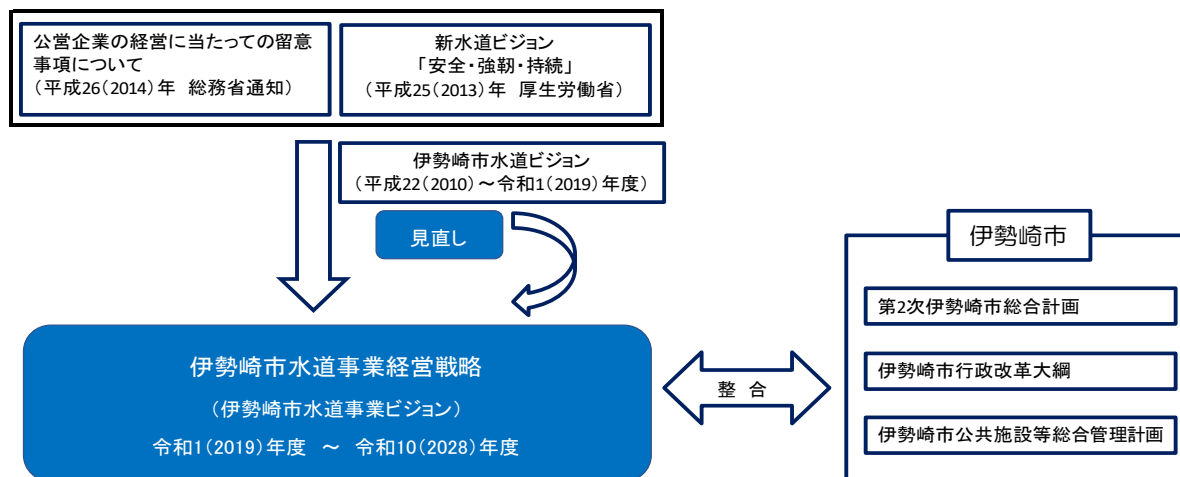 公営企業の経営に当たっての留意
事項について
（平成26（2014）年　総務省通知）
新水道ビジョン
「安全・強靭・持続」
（平成25（2013）年　厚生労働省）
伊勢崎市水道ビジョン
（平成22（2010）～令和1（2019）年度）
見直し
伊勢崎市水道事業経営戦略
（伊勢崎市水道事業ビジョン）
令和1（2019）年度　～　令和10（2028）年度
整　合
伊勢崎市
第2次伊勢崎市総合計画
伊勢崎市行政改革大綱
伊勢崎市公共施設等総合管理計画